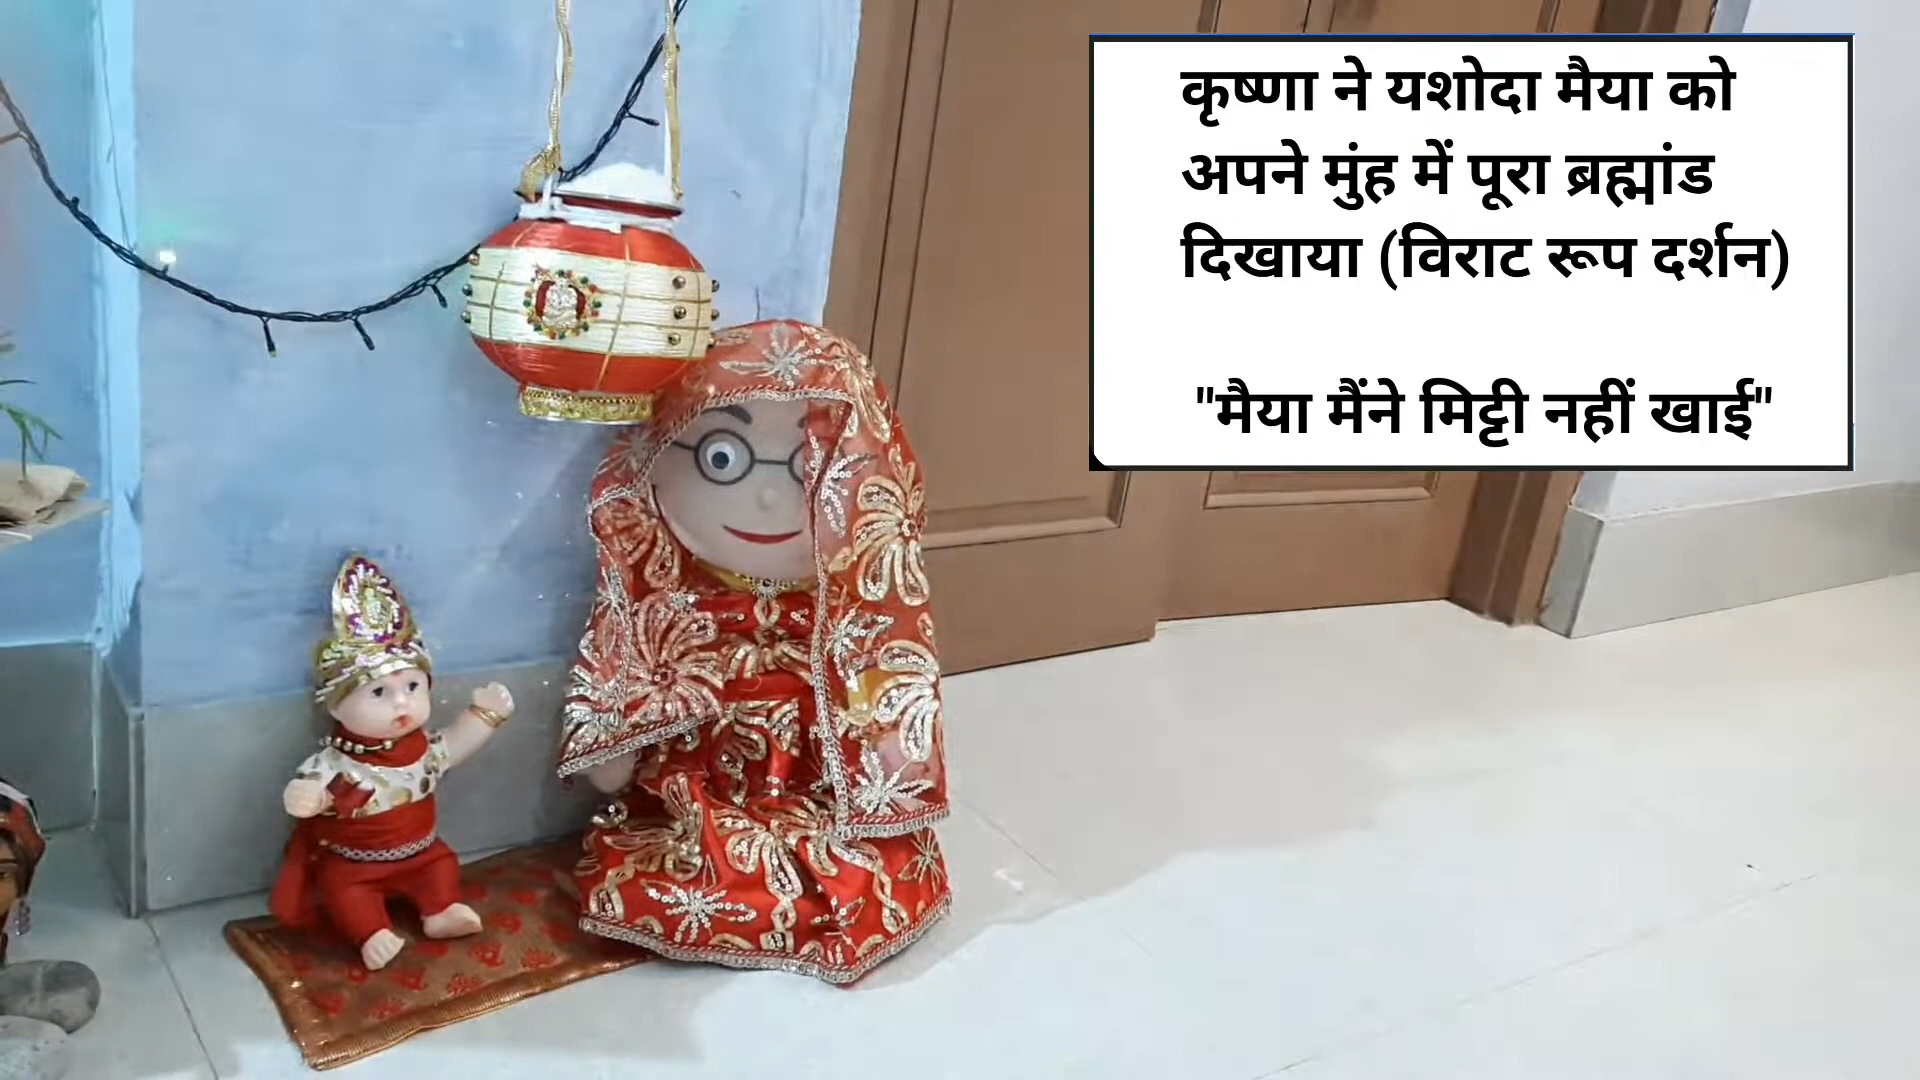 कृष्णा ने यशोदा मैया को
अपने मुंह में पूरा ब्रह्मांड
दिखाया (विराट रूप दर्शन)
"मैया मैंने मिट्टी नहीं खाई"